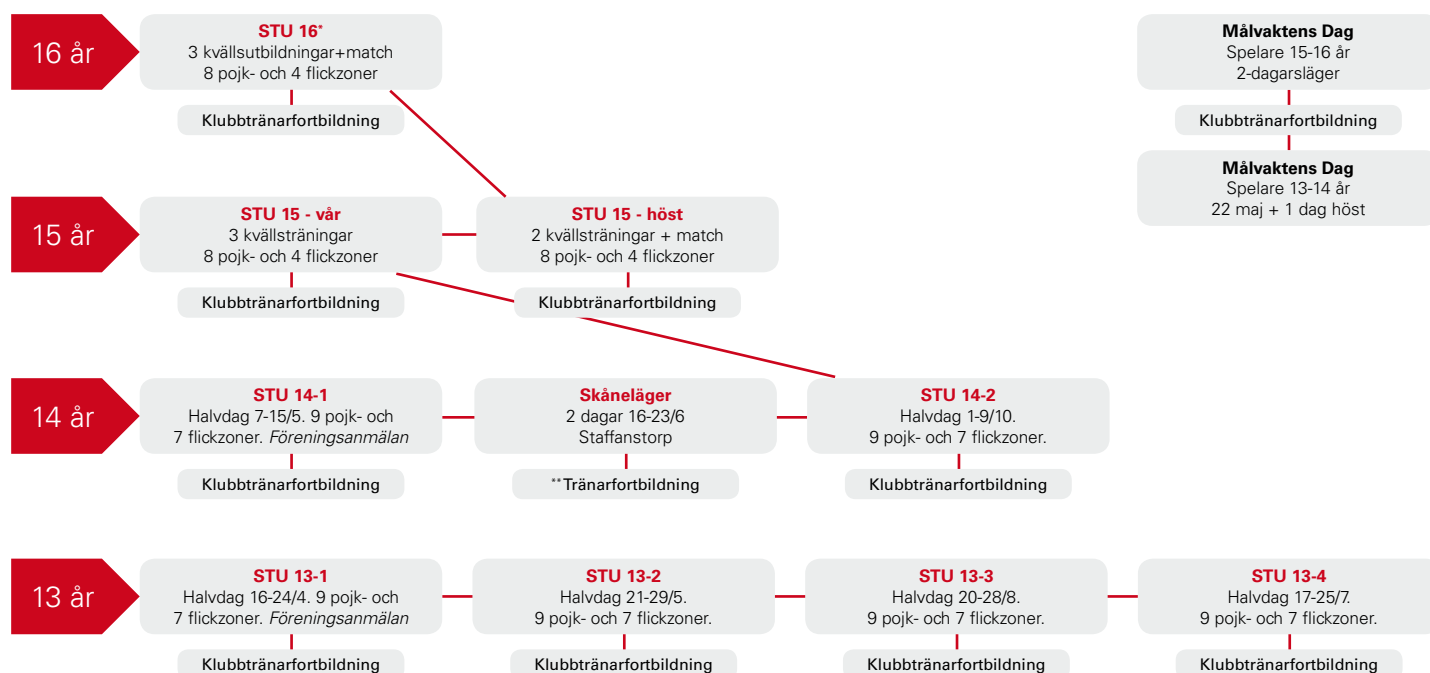 16 år
STU 16*
3 kvällsutbildningar+match
8 pojk- och 4 flickzoner
Klubbtränarfortbildning
Målvaktens Dag
Spelare 15-16 år
2-dagarsläger
Klubbtränarfortbildning
Målvaktens Dag
Spelare 13-14 år
22 maj + 1 dag höst
15 år
STU 15 - vår
3 kvällsträningar
8 pojk- och 4 flickzoner
Klubbtränarfortbildning
STU 15 - höst
2 kvällsträningar + match
8 pojk- och 4 flickzoner
Klubbtränarfortbildning
14 år
STU 14-1
Halvdag 7-15/5. 9 pojk- och
7 flickzoner. Föreningsanmälan
Klubbtränarfortbildning
Skåneläger
2 dagar 16-23/6
Staffanstorp
**Tränarfortbildning
STU 14-2
Halvdag 1-9/10.
9 pojk- och 7 flickzoner.
Klubbtränarfortbildning
13 år
STU 13-1
Halvdag 16-24/4. 9 pojk- och
7 flickzoner. Föreningsanmälan
Klubbtränarfortbildning
STU 13-2
Halvdag 21-29/5.
9 pojk- och 7 flickzoner.
Klubbtränarfortbildning
STU 13-3
Halvdag 20-28/8.
9 pojk- och 7 flickzoner.
Klubbtränarfortbildning
STU 13-4
Halvdag 17-25/7.
9 pojk- och 7 flickzoner.
Klubbtränarfortbildning